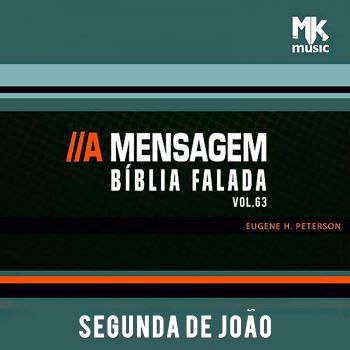 MK
music
//A MENSAGEM
BÍBLIA FALADA
VOL.63
EUGENE H. PETERSON
SEGUNDA DE JOÃO